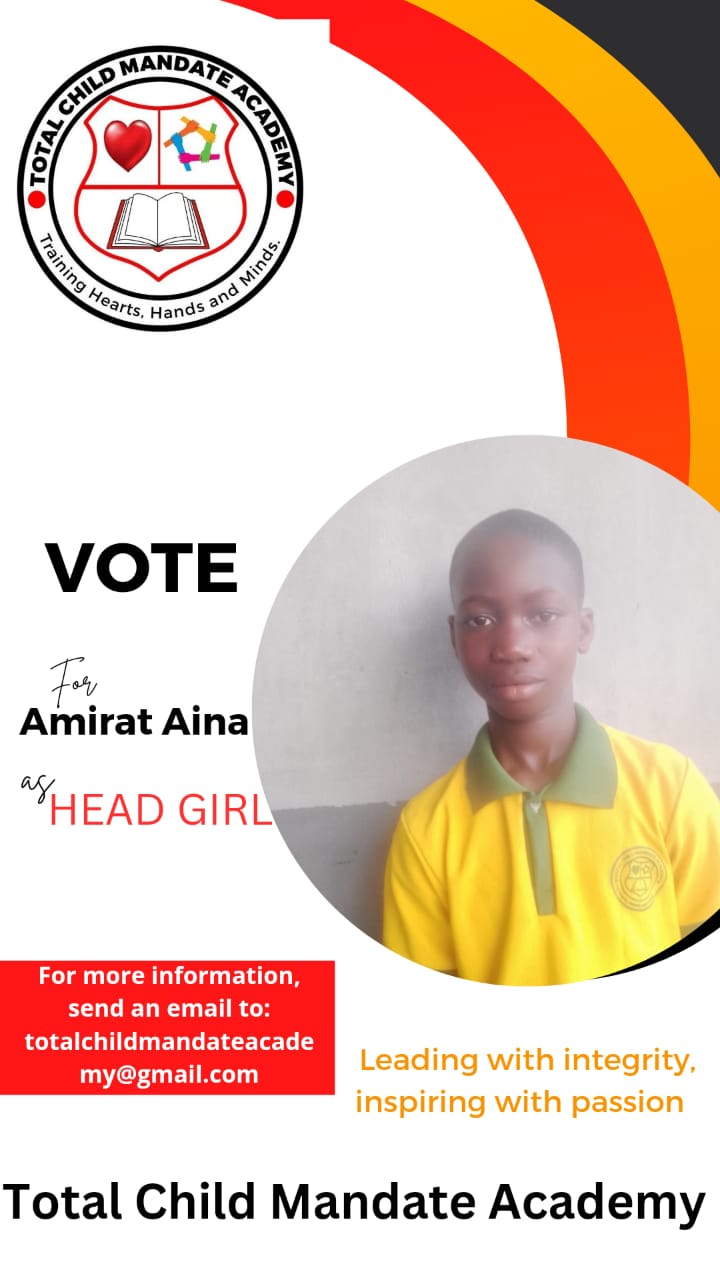 TOTAL CHILD MANDATE ACADEMY
Training Hearts, Hands and Minds.
VOTE
For
Amirat Aina
as
HEAD GIRL
For more information,
send an email to:
totalchildmandateacade
my@gmail.com
Leading with integrity,
inspiring with passion
Total Child Mandate Academy